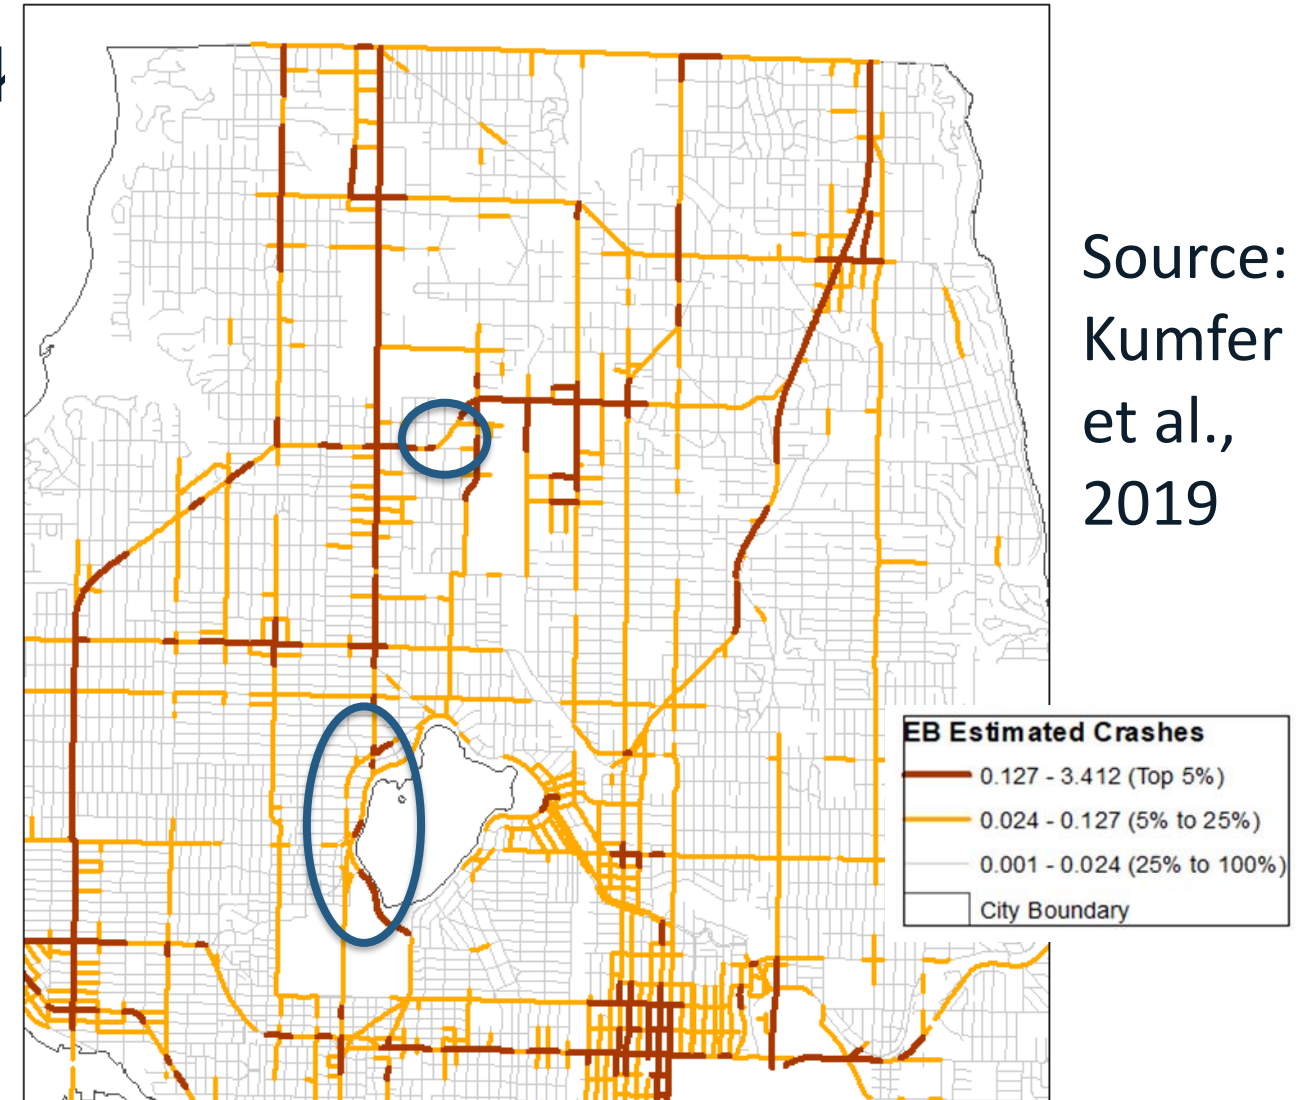 Source:
Kumfer
et al.,
2019
EB Estimated Crashes
0.127 - 3.412 (Top 5%)
0.024 - 0.127 (5% to 25%)
0.001 - 0.024 (25% to 100%)
City Boundary